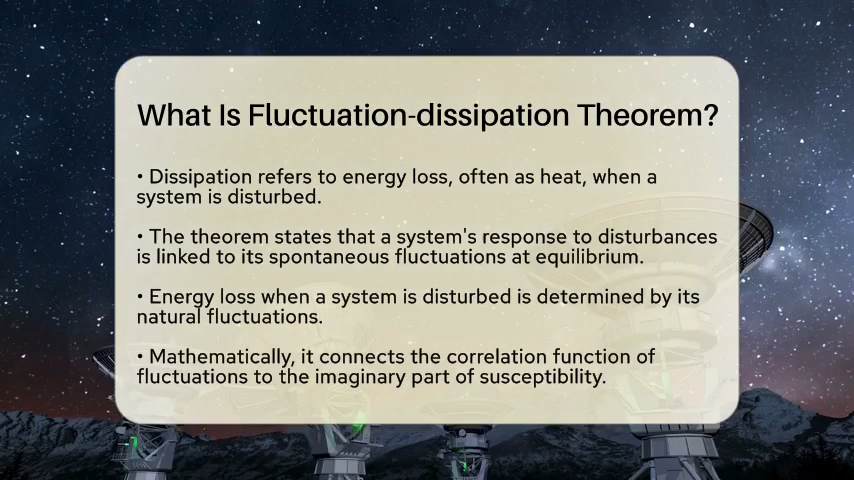 What Is Fluctuation-dissipation Theorem?
• Dissipation refers to energy loss, often as heat, when a
system is disturbed.
• The theorem states that a system's response to disturbances
is linked to its spontaneous fluctuations at equilibrium.
• Energy loss when a system is disturbed is determined by its
natural fluctuations.
• Mathematically, it connects the correlation function of
fluctuations to the imaginary part of susceptibility.